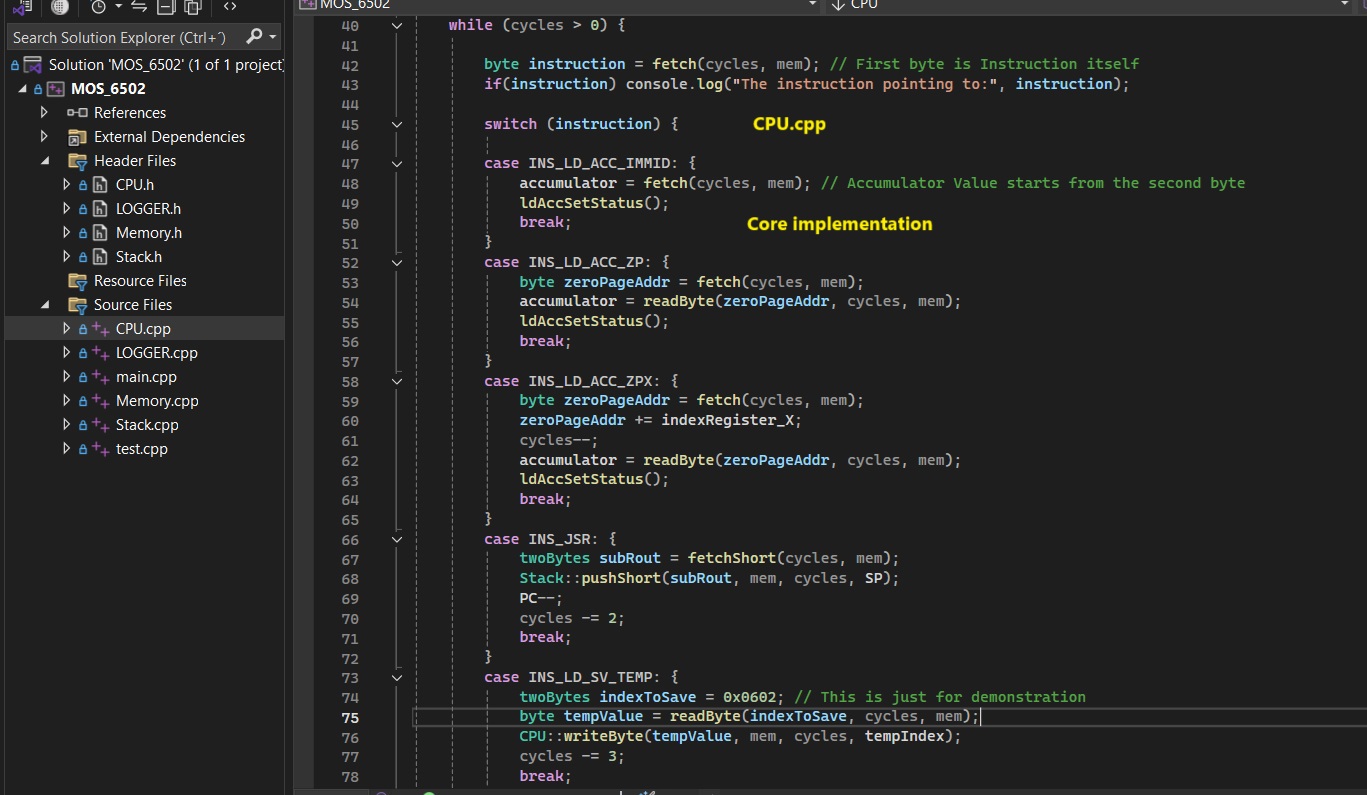 MOS_6502
CPU
Search Solution Explorer (Ctrl+´)
Solution 'MOS_6502' (1 of 1 project)
MOS_6502
References
External Dependencies
Header Files
CPU.h
LOGGER.h
Memory.h
Stack.h
Resource Files
Source Files
CPU.cpp
LOGGER.cpp
main.cpp
Memory.cpp
Stack.cpp
test.cpp
40 while (cycles > 0) {
41
42 byte instruction = fetch(cycles, mem); // First byte is Instruction itself
43 if(instruction) console.log("The instruction pointing to:", instruction);
44
45 switch (instruction) {
CPU.cpp
46
47 case INS_LD_ACC_IMMID: {
48 accumulator = fetch(cycles, mem); // Accumulator Value starts from the second byte
49 ldAccSetStatus();
50 break;
Core implementation
51 }
52 case INS_LD_ACC_ZP: {
53 byte zeroPageAddr = fetch(cycles, mem);
54 accumulator = readByte(zeroPageAddr, cycles, mem);
55 ldAccSetStatus();
56 break;
57 }
58 case INS_LD_ACC_ZPX: {
59 byte zeroPageAddr = fetch(cycles, mem);
60 zeroPageAddr += indexRegister_X;
61 cycles--;
62 accumulator = readByte(zeroPageAddr, cycles, mem);
63 ldAccSetStatus();
64 break;
65 }
66 case INS_JSR: {
67 twoBytes subRout = fetchShort(cycles, mem);
68 Stack::pushShort(subRout, mem, cycles, SP);
69 PC--;
70 cycles -= 2;
71 break;
72 }
73 case INS_LD_SV_TEMP: {
74 twoBytes indexToSave = 0x0602; // This is just for demonstration
75 byte tempValue = readByte(indexToSave, cycles, mem);
76 CPU::writeByte(tempValue, mem, cycles, tempIndex);
77 cycles -= 3;
78 break;